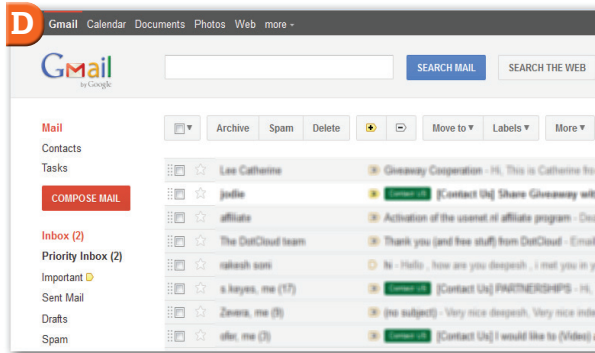 D
Gmail Calendar Documents Photos Web more
Gmail
by Google
SEARCH MAIL SEARCH THE WEB
Mail
Archive Spam Delete Move to Labels More
Contacts
Tasks
COMPOSE MAIL
Inbox (2)
Priority Inbox (2)
Important
Sent Mail
Drafts
Spam
Lee Catherine Giveaway Cooperation - Hi, This is Catherine
jodie Contact US [Contact Us] Share Giveaway
affiliate Activation of the usenet.nl affiliate program
The DotCloud team Thank you (and free stuff) from DotCloud - Email
rakesh soni hi - Hello , how are you deepesh , i met you in
s.keyes, me (17) Contact US [Contact Us] PARTNERSHIPS - Hi,
Zevera, me (9) (no subject) - Very nice deepesh, Very nice
ofer, me (3) Contact US [Contact Us] I would like to (Video)